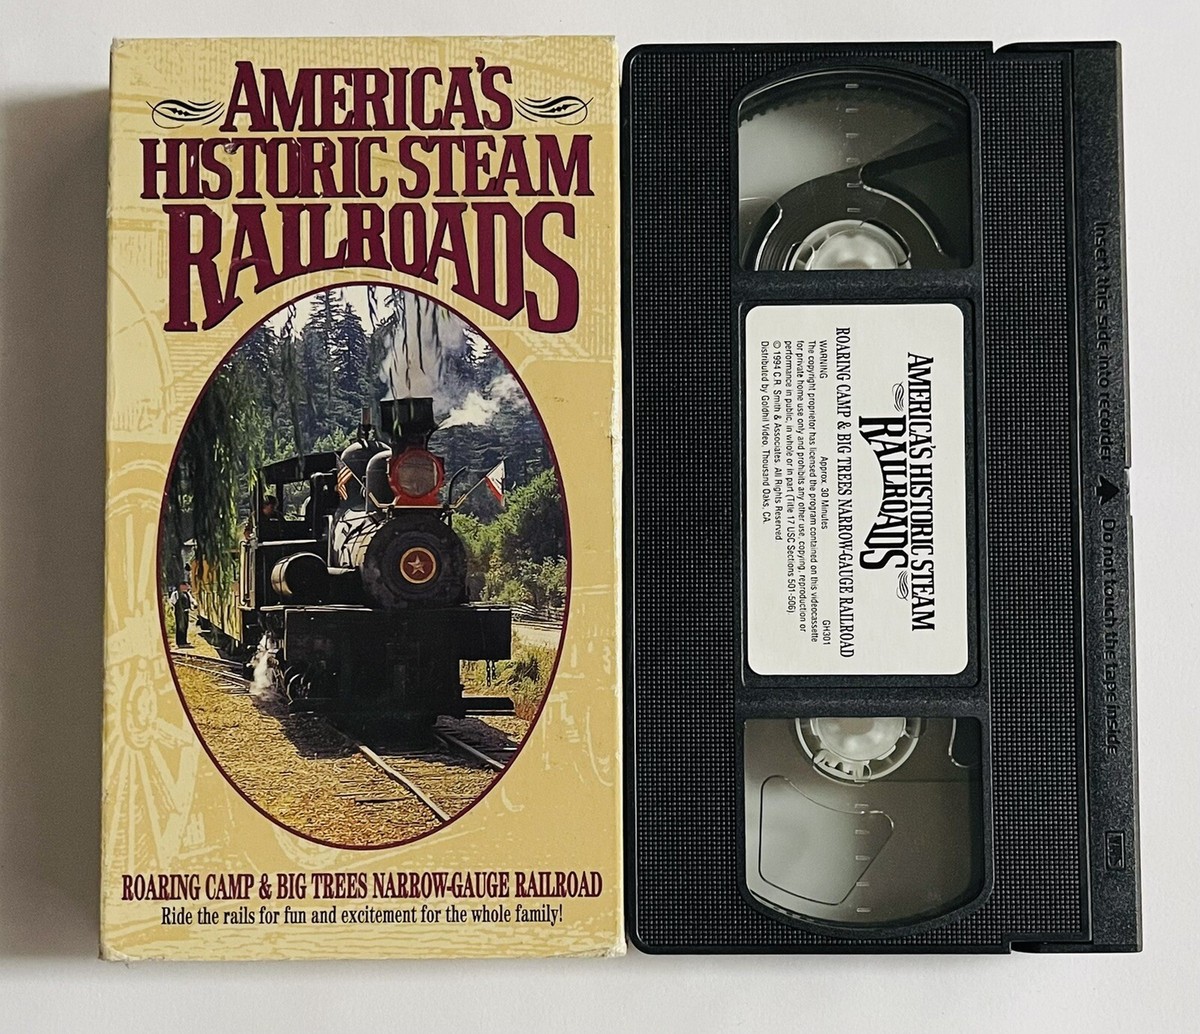 AMERICA'S
HISTORIC STEAM
RAILROADS
ROARING CAMP & BIG TREES NARROW-GAUGE RAILROAD
Ride the rails for fun and excitement for the whole family!
AMERICA'S HISTORIC STEAM
RAILROADS
ROARING CAMP & BIG TREES NARROW-GAUGE RAILROAD
WARNING Approx. 30 Minutes GH301
The copyright proprietor has licensed the program contained on this videocassette
for private home use only and prohibits any other use, copying, reproduction or
performance in public, in whole or in part (Title 17 USC Sections 501-506)
© 1994 C.R. Smith & Associates. All Rights Reserved
Distributed by Goldhil Video, Thousand Oaks, CA
Insert this side into recorder ▲ Do not touch the tape inside
VHS